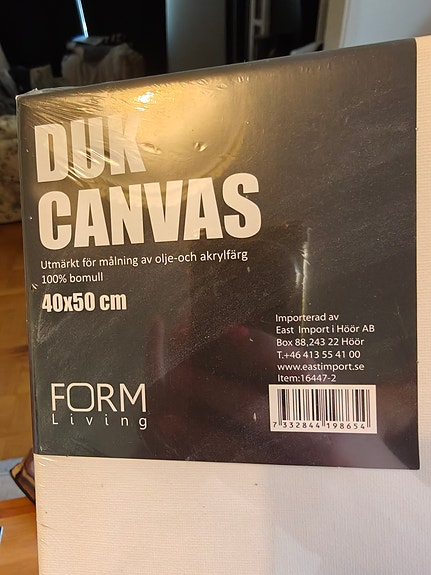 DUK
CANVAS
Utmärkt för målning av olje-och akrylfärg
100% bomull
40x50 cm
Importerad av
East Import i Höör AB
Box 88,243 22 Höör
T.+46 413 55 41 00
www.eastimport.se
Item:16447-2
FORM
Living
7 332844 198654